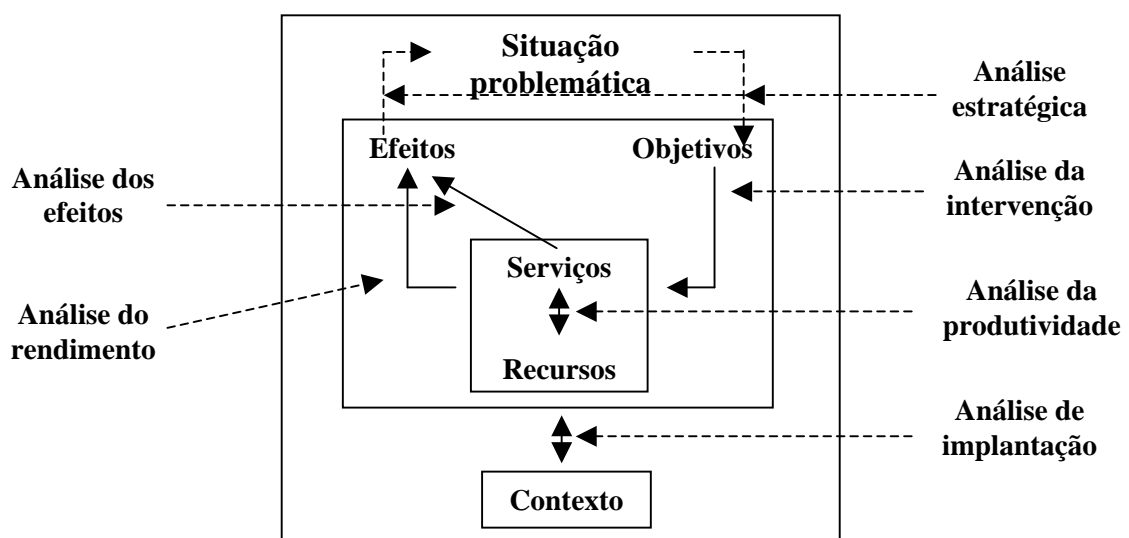 Situação
problemática
Análise
estratégica
Efeitos
Objetivos
Análise dos
efeitos
Análise da
intervenção
Serviços
Análise do
rendimento
Análise da
produtividade
Recursos
Análise de
implantação
Contexto